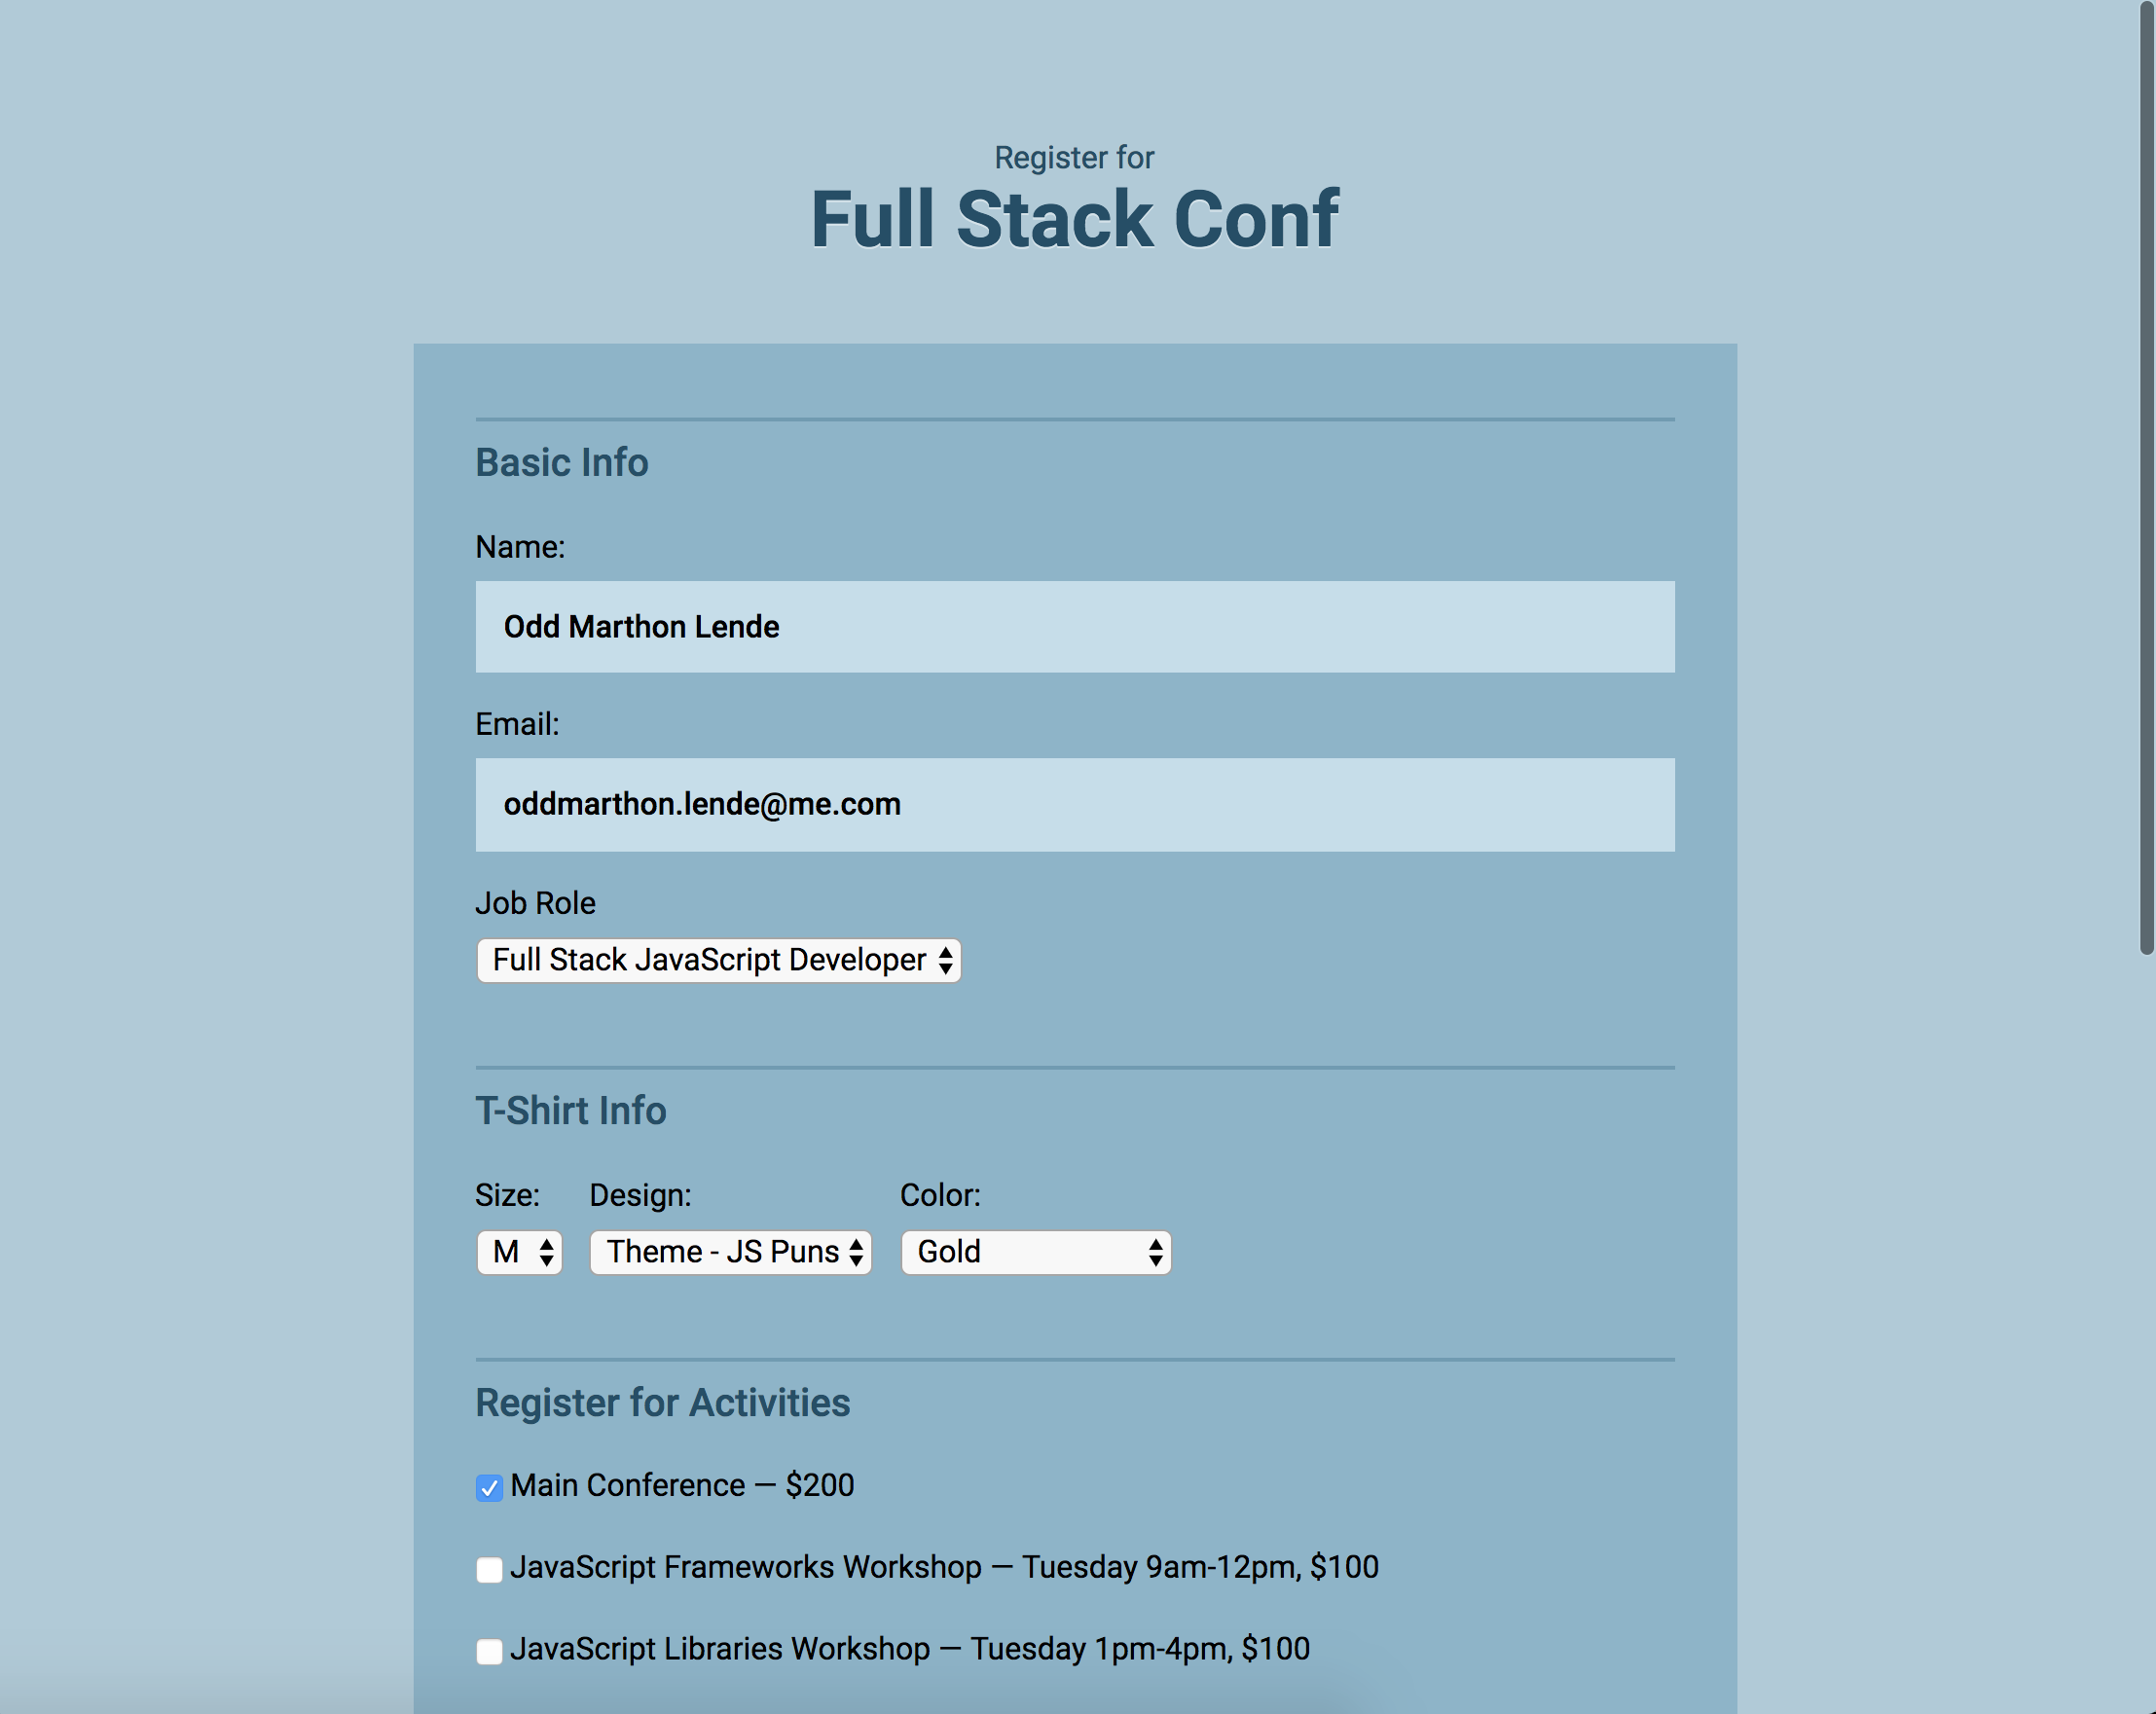 Register for
Full Stack Conf
Basic Info
Name:
Odd Marthon Lende
Email:
oddmarthon.lende@me.com
Job Role
Full Stack JavaScript Developer
T-Shirt Info
Size: Design: Color:
M Theme - JS Puns Gold
Register for Activities
Main Conference — $200
JavaScript Frameworks Workshop — Tuesday 9am-12pm, $100
JavaScript Libraries Workshop — Tuesday 1pm-4pm, $100